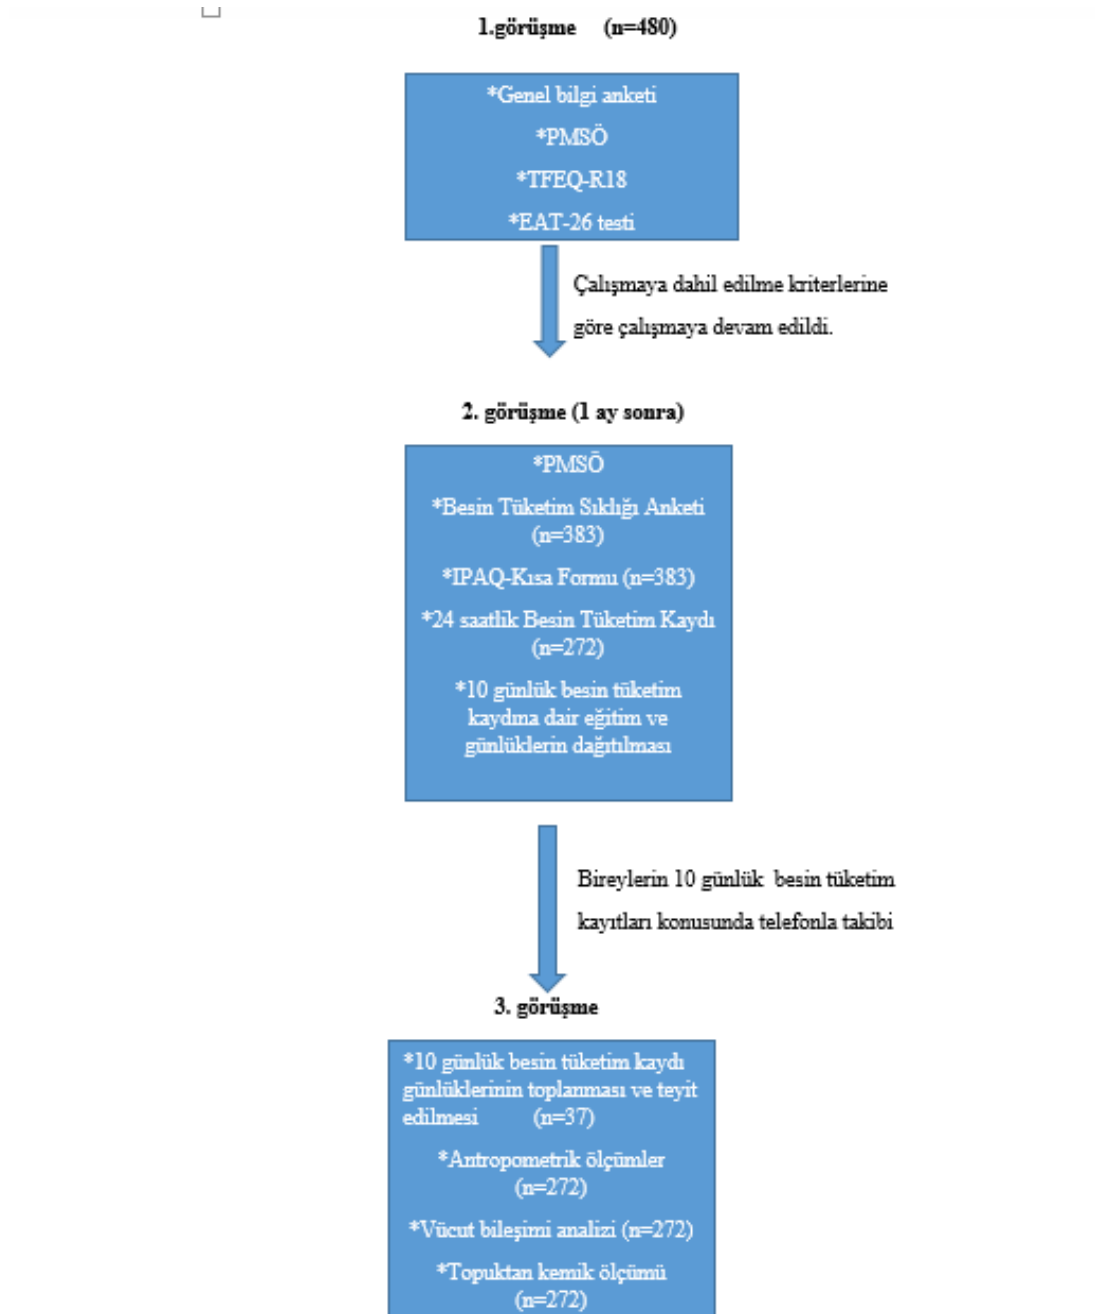 1.görüşme (n=480)
*Genel bilgi anketi
*PMSÖ
*TFEQ-R18
*EAT-26 testi
Çalışmaya dahil edilme kriterlerine
göre çalışmaya devam edildi.
2. görüşme (1 ay sonra)
*PMSÖ
*Besin Tüketim Sıklığı Anketi
(n=383)
*IPAQ-Kısa Formu (n=383)
*24 saatlik Besin Tüketim Kaydı
(n=272)
*10 günlük besin tüketim
kaydına dair eğitim ve
günlüklerin dağıtılması
Bireylerin 10 günlük besin tüketim
kayıtları konusunda telefonla takibi
3. görüşme
*10 günlük besin tüketim kaydı
günlüklerinin toplanması ve teyit
edilmesi (n=37)
*Antropometrik ölçümler
(n=272)
*Vücut bileşimi analizi (n=272)
*Topuktan kemik ölçümü
(n=272)